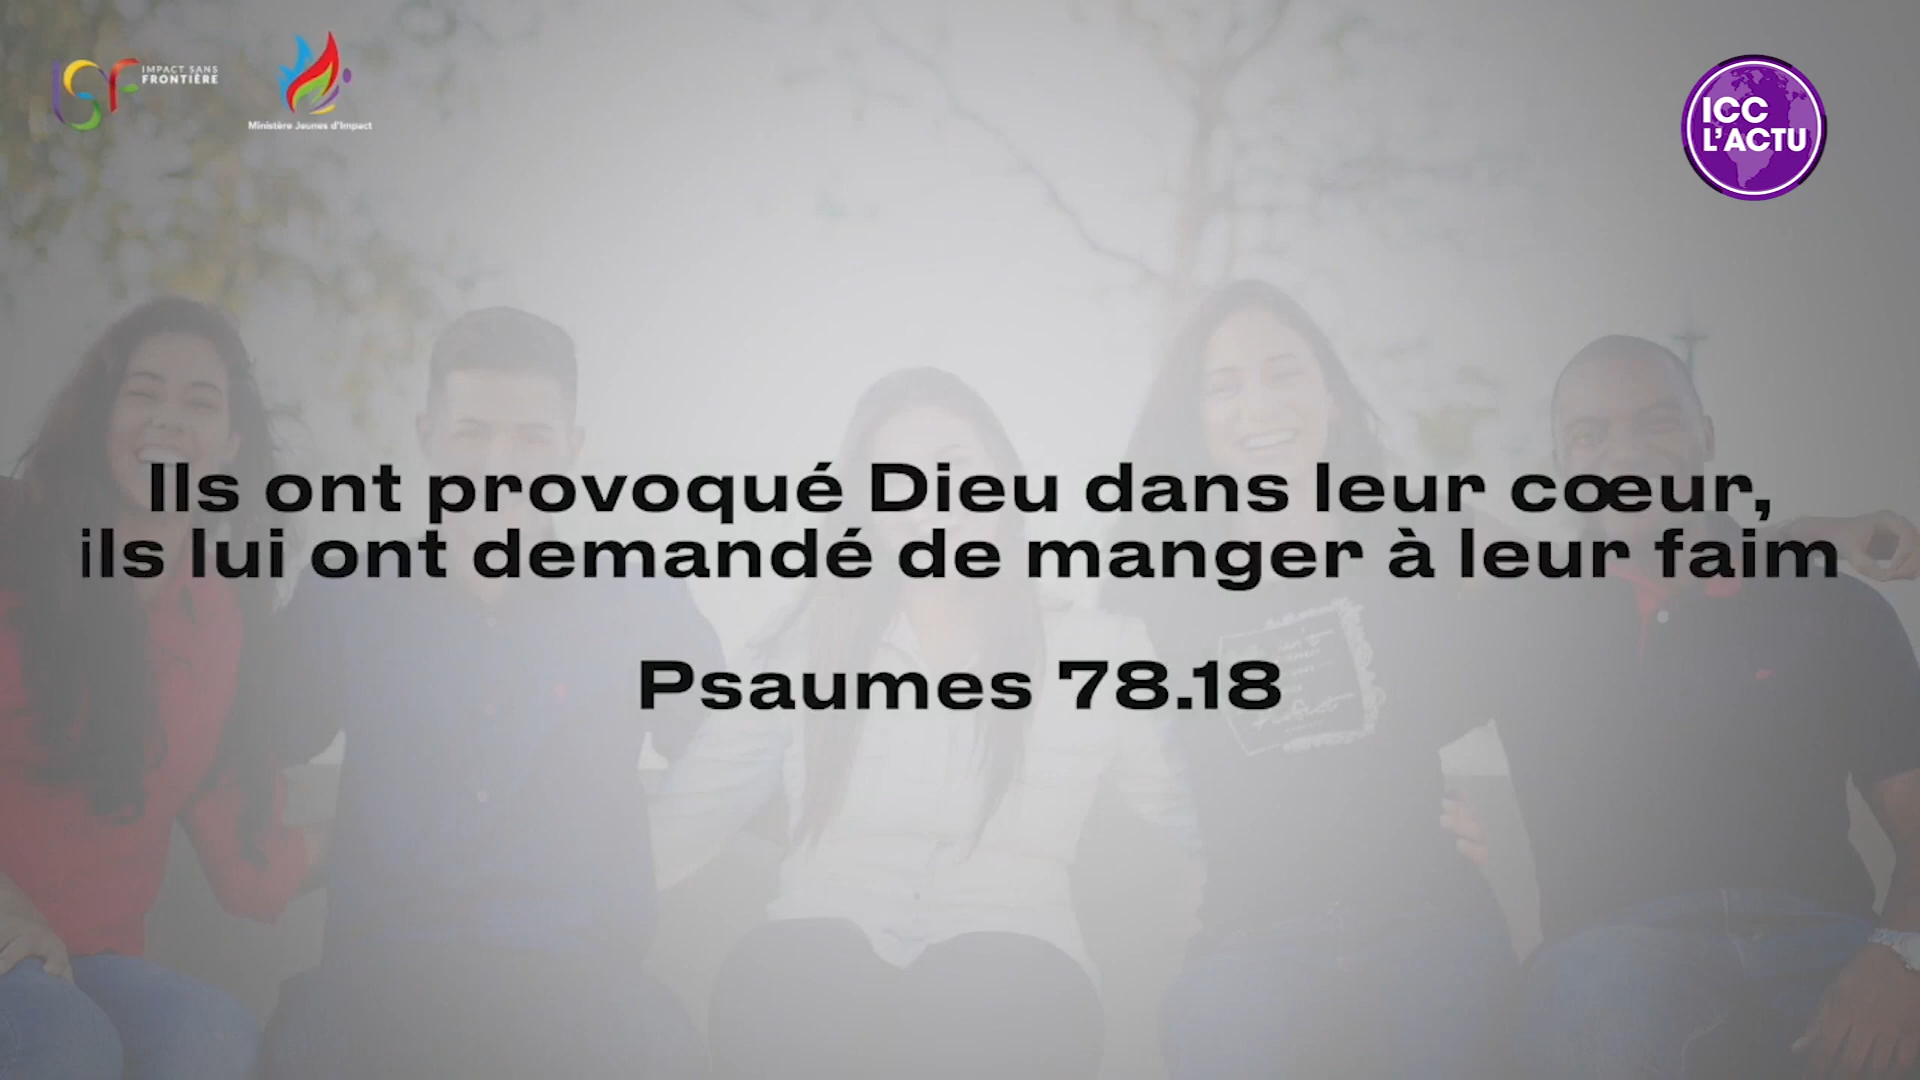 IMPACT SANS
FRONTIÈRE
Ministère Jeunes d'Impact
ICC
L'ACTU
Ils ont provoqué Dieu dans leur cœur,
ils lui ont demandé de manger à leur faim
Psaumes 78.18